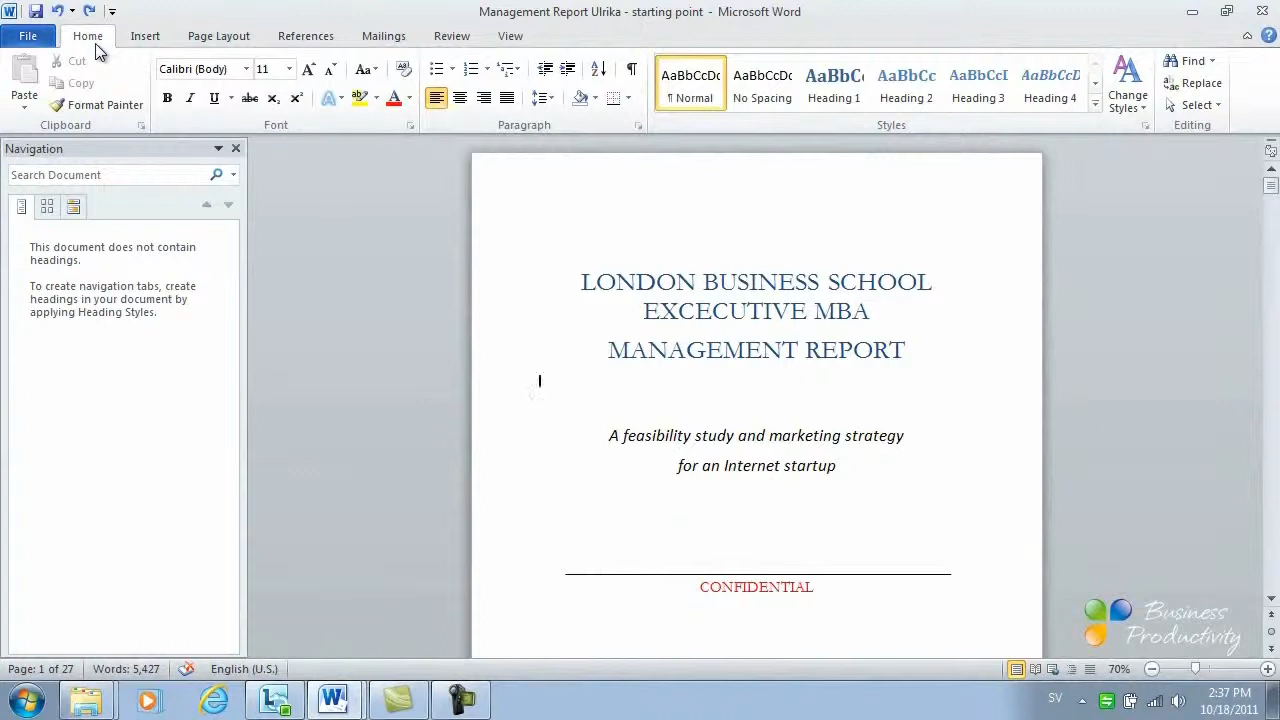 Management Report Ulrika - starting point - Microsoft Word
File Home Insert Page Layout References Mailings Review View
Paste
Cut
Copy
Format Painter
Clipboard
Calibri (Body) 11
Font
Paragraph
AaBbCcDc AaBbCcDc AaBbC AaBbCc AaBbCcI AaBbCcD
¶ Normal No Spacing Heading 1 Heading 2 Heading 3 Heading 4
Styles
Change
Styles
Find
Replace
Select
Editing
Navigation
Search Document
This document does not contain
headings.
To create navigation tabs, create
headings in your document by
applying Heading Styles.
LONDON BUSINESS SCHOOL
EXCECUTIVE MBA
MANAGEMENT REPORT
A feasibility study and marketing strategy
for an Internet startup
CONFIDENTIAL
Business
Productivity
Page: 1 of 27 Words: 5,427 English (U.S.) 70%
SV
2:37 PM
10/18/2011